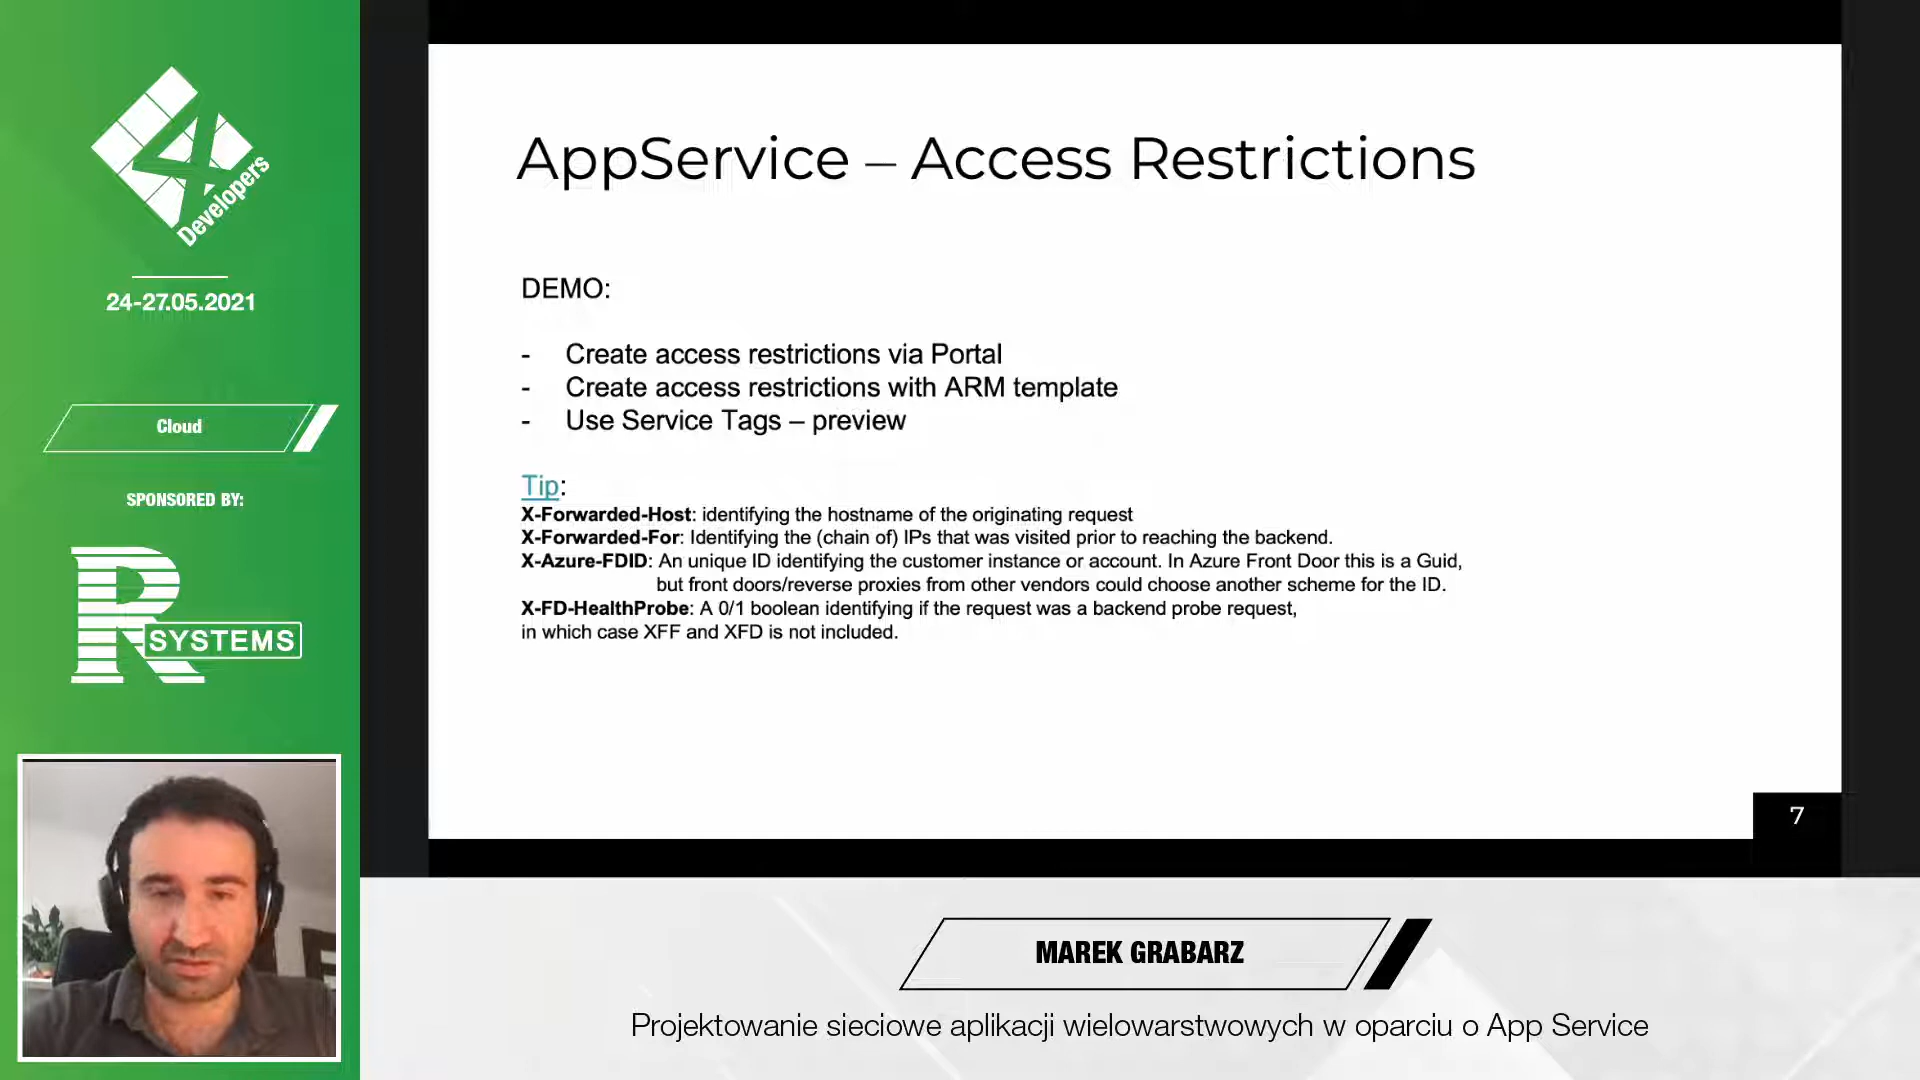 4
Developers
24-27.05.2021
Cloud
SPONSORED BY:
R
SYSTEMS
AppService – Access Restrictions
DEMO:
- Create access restrictions via Portal
- Create access restrictions with ARM template
- Use Service Tags – preview
Tip:
X-Forwarded-Host: identifying the hostname of the originating request
X-Forwarded-For: Identifying the (chain of) IPs that was visited prior to reaching the backend.
X-Azure-FDID: An unique ID identifying the customer instance or account. In Azure Front Door this is a Guid,
but front doors/reverse proxies from other vendors could choose another scheme for the ID.
X-FD-HealthProbe: A 0/1 boolean identifying if the request was a backend probe request,
in which case XFF and XFD is not included.
7
MAREK GRABARZ
Projektowanie sieciowe aplikacji wielowarstwowych w oparciu o App Service